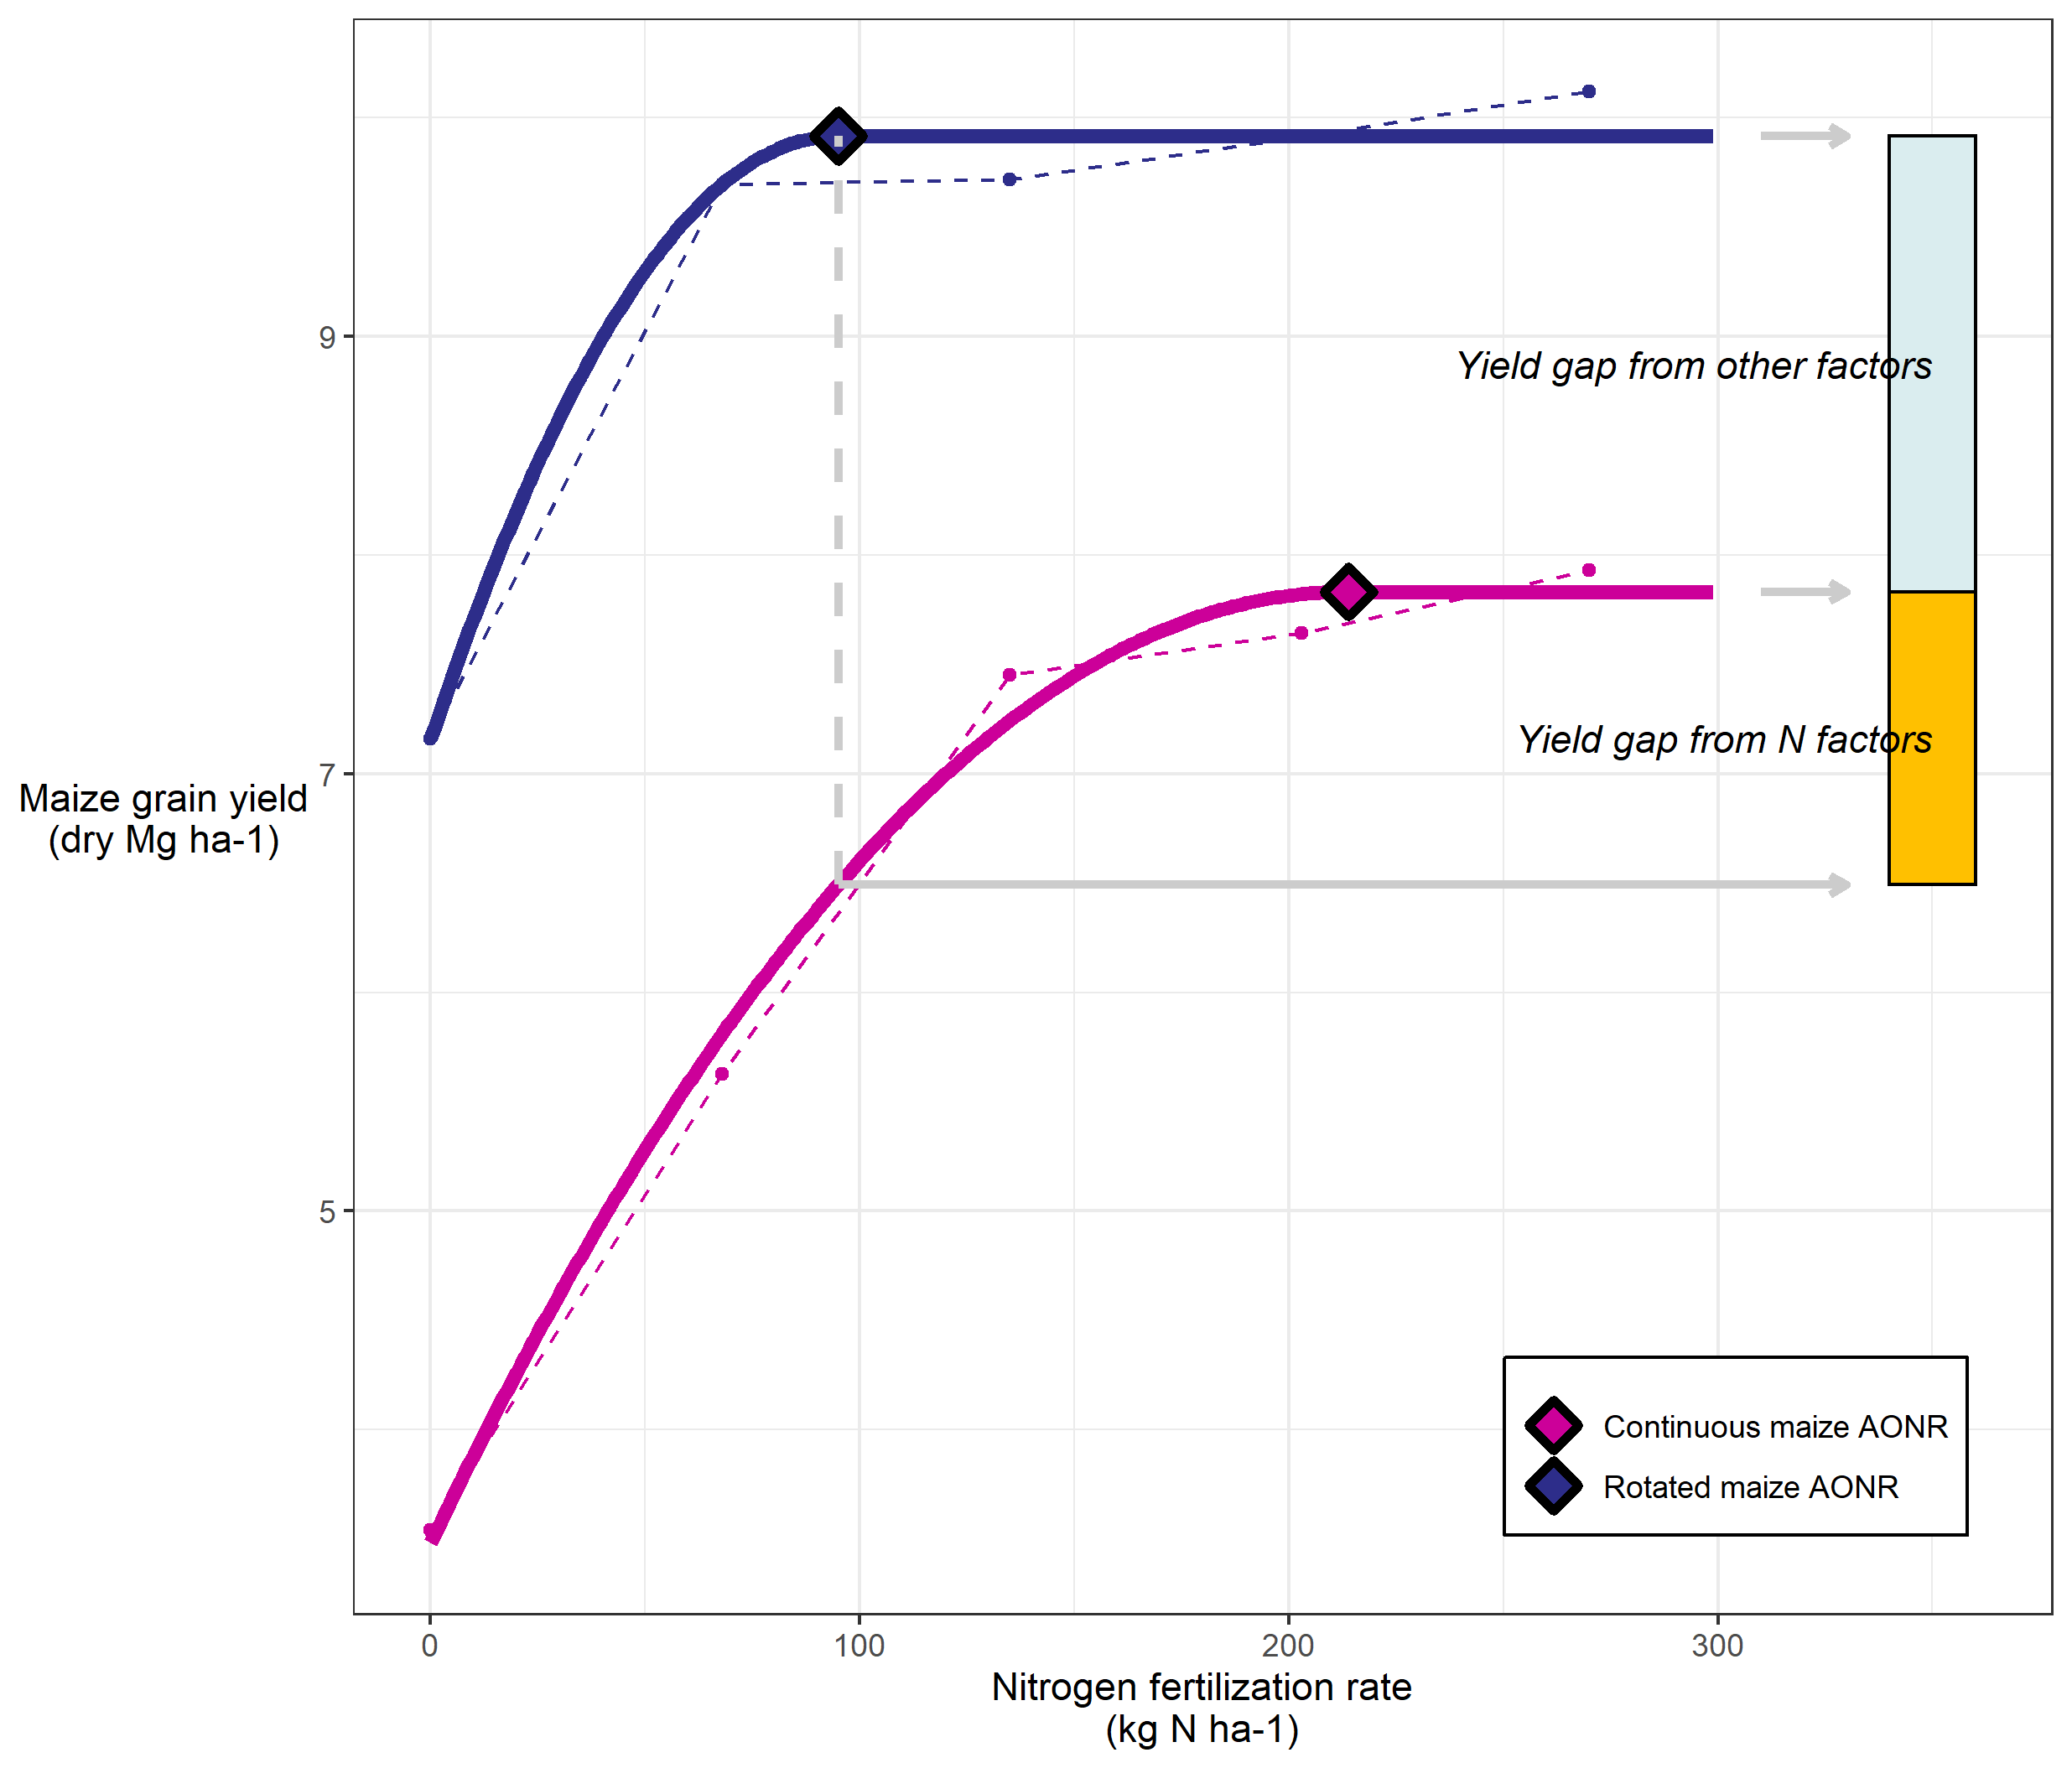 9
Yield gap from other factors
7
Yield gap from N factors
Maize grain yield
(dry Mg ha-1)
5
Continuous maize AONR
Rotated maize AONR
0 100 200 300
Nitrogen fertilization rate
(kg N ha-1)